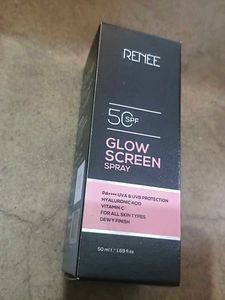 RENÉE
50 SPF
GLOW
SCREEN
SPRAY
PA++++ UVA & UVB PROTECTION
HYALURONIC ACID
VITAMIN C
FOR ALL SKIN TYPES
DEWY FINISH
50 ml ℮ 1.69 fl.oz